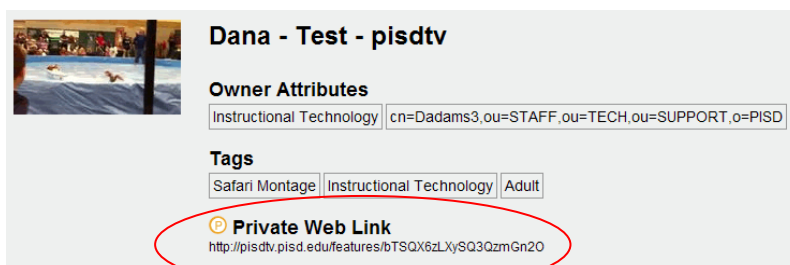 Dana - Test - pisdtv
Owner Attributes
Instructional Technology cn=Dadams3,ou=STAFF,ou=TECH,ou=SUPPORT,o=PISD
Tags
Safari Montage Instructional Technology Adult
P Private Web Link
http://pisdtv.pisd.edu/features/bTSQX6zLXySQ3QzmGn2O